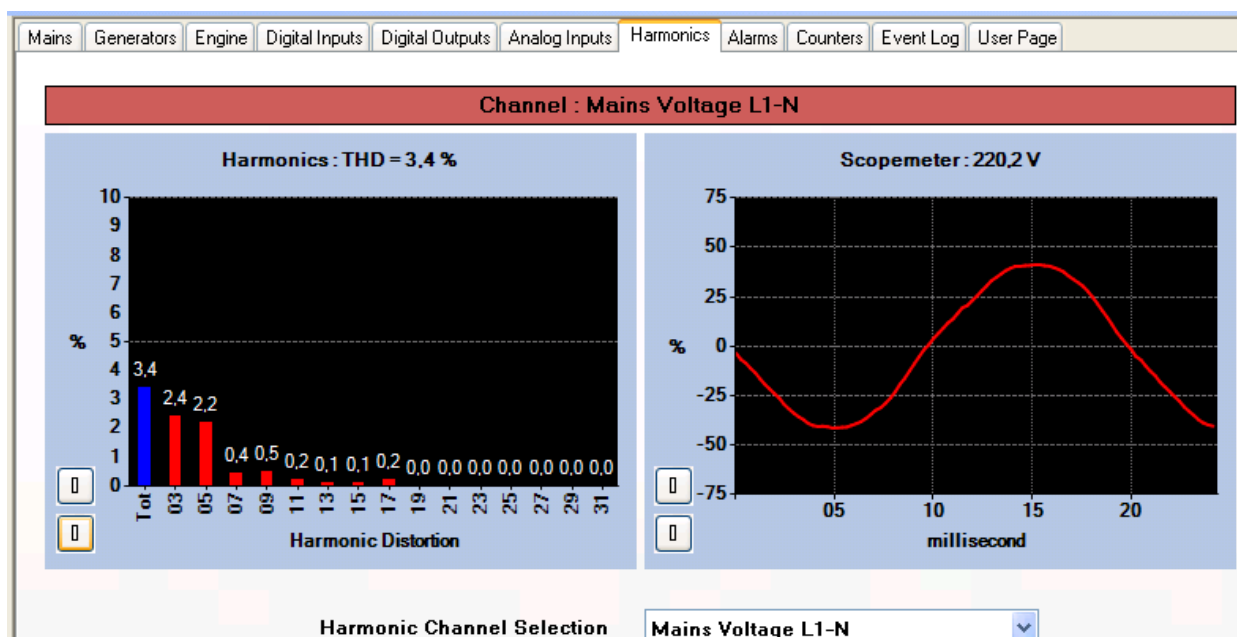 Mains Generators Engine Digital Inputs Digital Outputs Analog Inputs Harmonics Alarms Counters Event Log User Page
Channel : Mains Voltage L1-N
Harmonics : THD = 3,4 %
10
9
8
7
6
5
4
3
2
1
0
%
3,4 2,4 2,2 0,4 0,5 0,2 0,1 0,1 0,2 0,0 0,0 0,0 0,0 0,0 0,0 0,0
Tot 03 05 07 09 11 13 15 17 19 21 23 25 27 29 31
Harmonic Distortion
Scopemeter : 220,2 V
75
50
25
0
-25
-50
-75
%
05 10 15 20
millisecond
Harmonic Channel Selection Mains Voltage L1-N